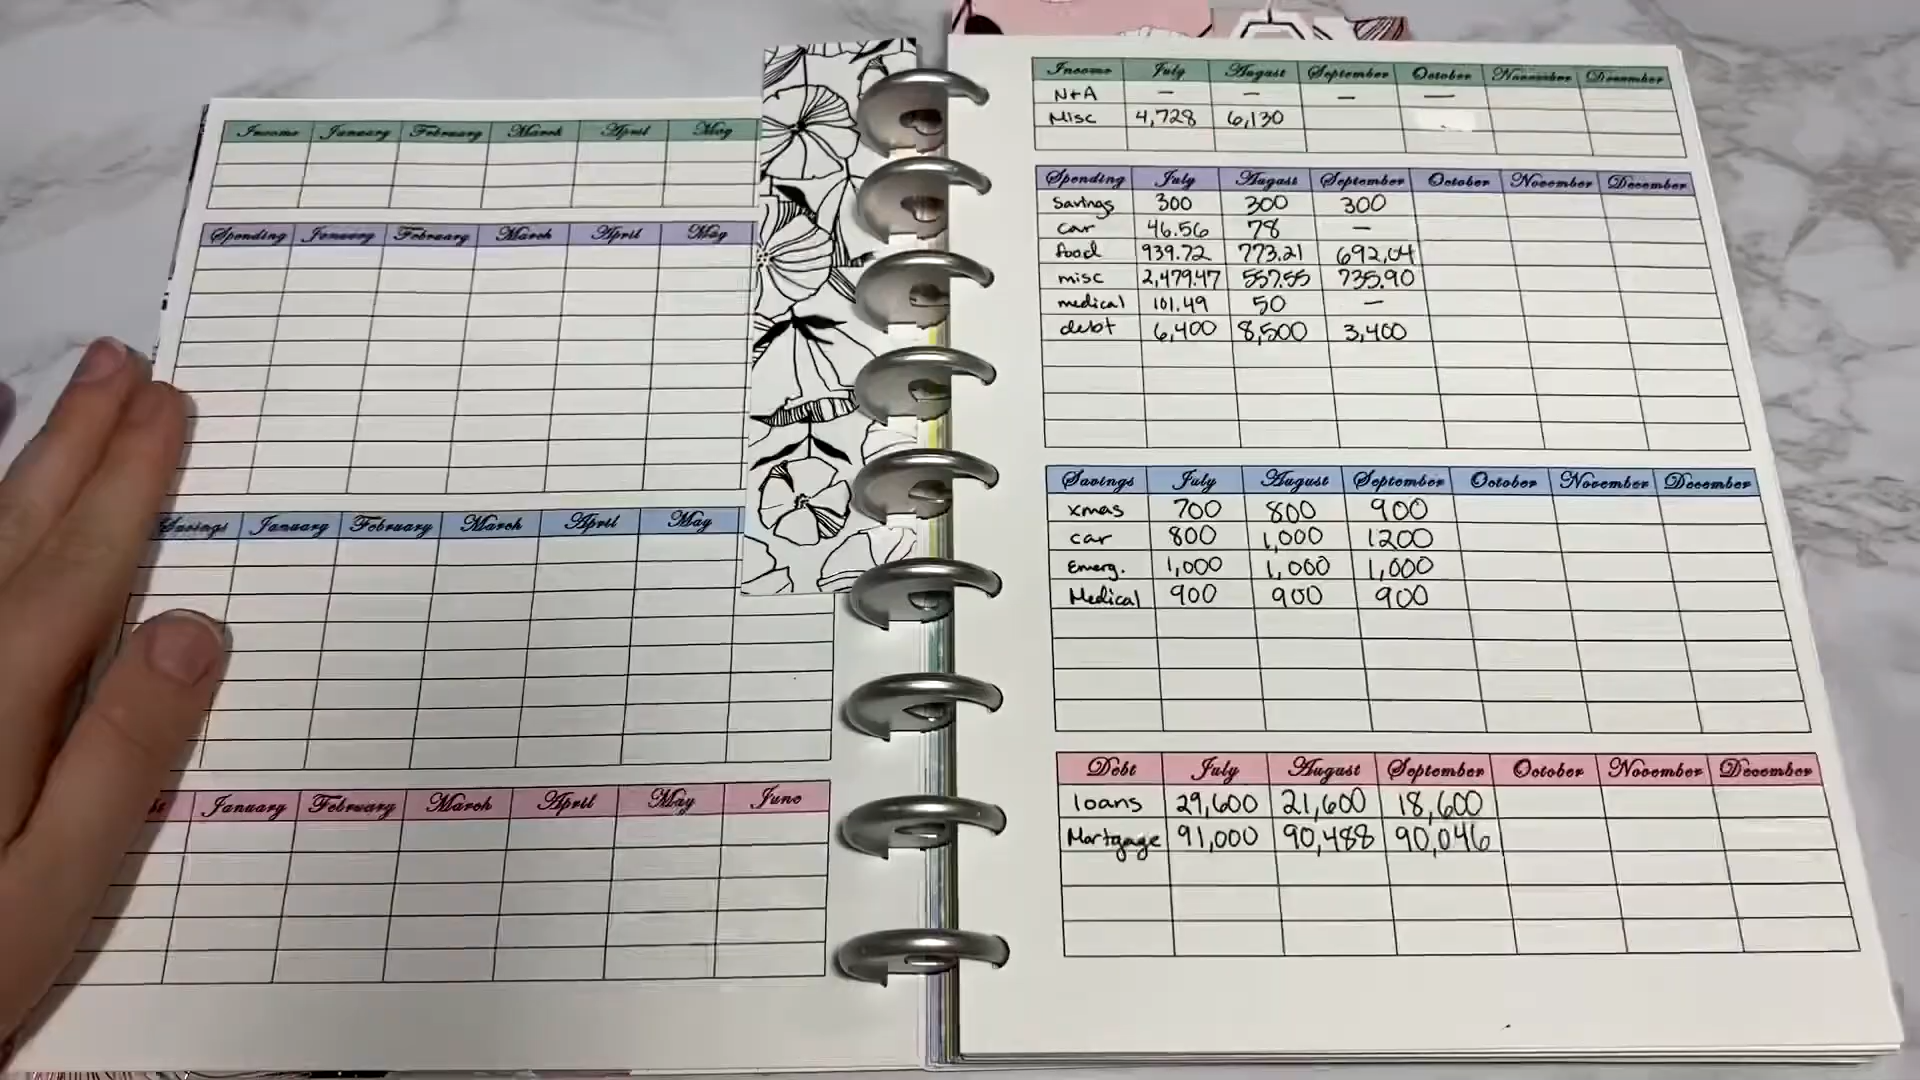 Income January February March April May
Spending January February March April May
Savings January February March April May
January February March April May June
Income July August September October November December
N+A — — — —
Misc 4,728 6,130
Spending July August September October November December
Savings 300 300 300
car 46.56 78 —
food 939.72 773.21 692.04
misc 2,479.47 557.55 735.90
medical 101.49 50 —
debt 6,400 8,500 3,400
Savings July August September October November December
xmas 700 800 900
car 800 1,000 1200
Emerg. 1,000 1,000 1,000
Medical 900 900 900
Debt July August September October November December
loans 29,600 21,600 18,600
Mortgage 91,000 90,488 90,046